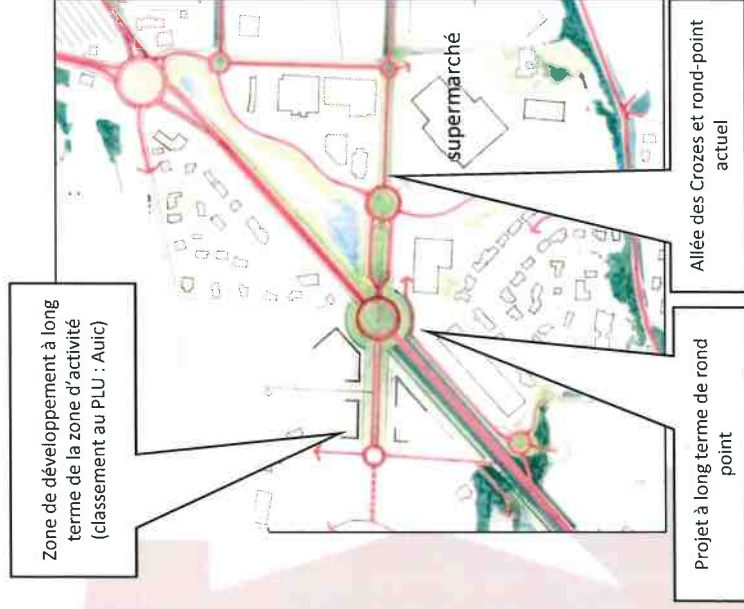 Zone de développement à long
terme de la zone d'activité
(classement au PLU : Auic)
supermarché
Allée des Crozes et rond-point
actuel
Projet à long terme de rond
point